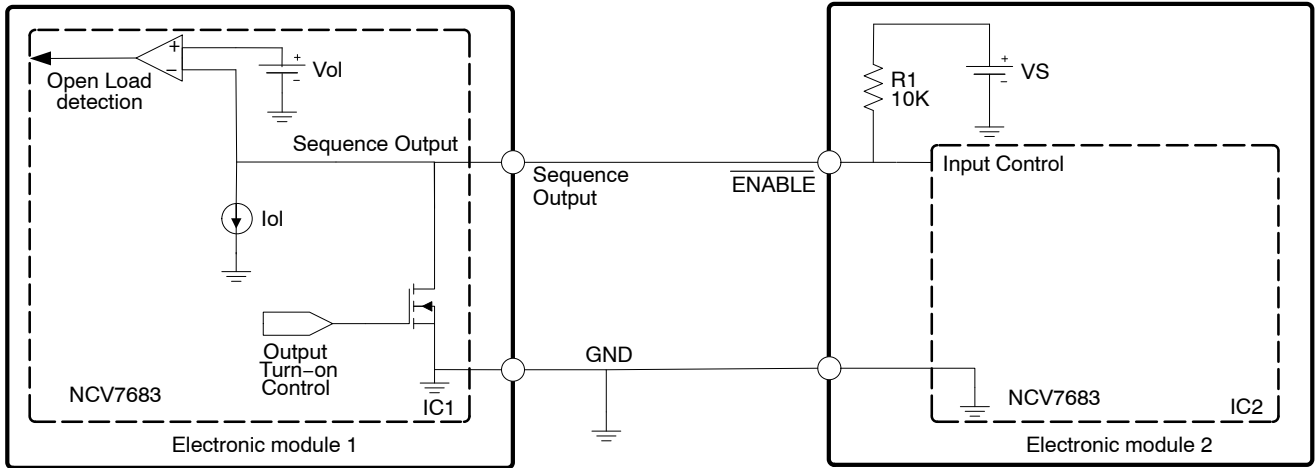 +
−
Open Load
detection
+
−
Vol
Sequence Output
Iol
Output
Turn−on
Control
NCV7683
IC1
Electronic module 1
Sequence
Output
GND
ENABLE
R1
10K
+
−
VS
Input Control
NCV7683
IC2
Electronic module 2